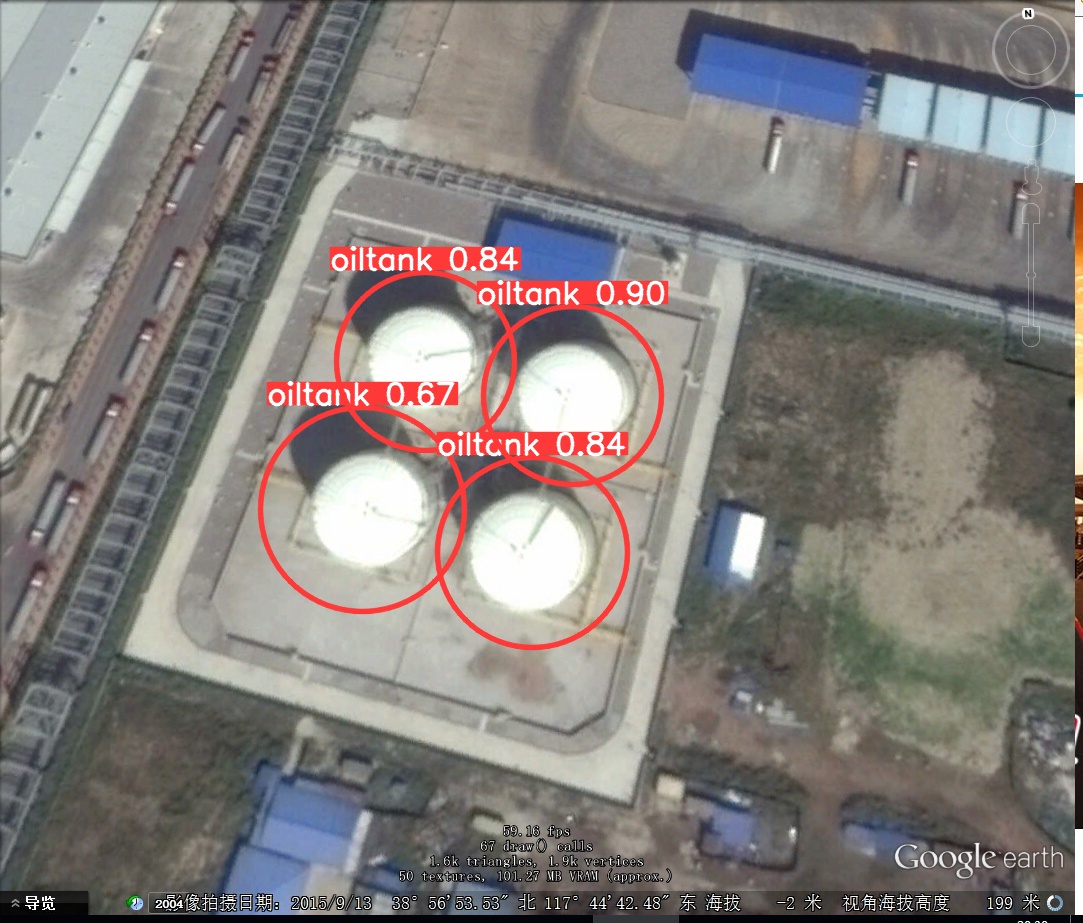 N
oiltank 0.84
oiltank 0.90
oiltank 0.67
oiltank 0.84
59.16 fps
67 draw() calls
1.6k triangles, 1.9k vertices
50 textures, 101.27 MB VRAM (approx.)
Google earth
导览 2004 像拍摄日期: 2015/9/13 38° 56'53.53" 北 117° 44'42.48" 东 海拔 -2 米 视角海拔高度 199 米